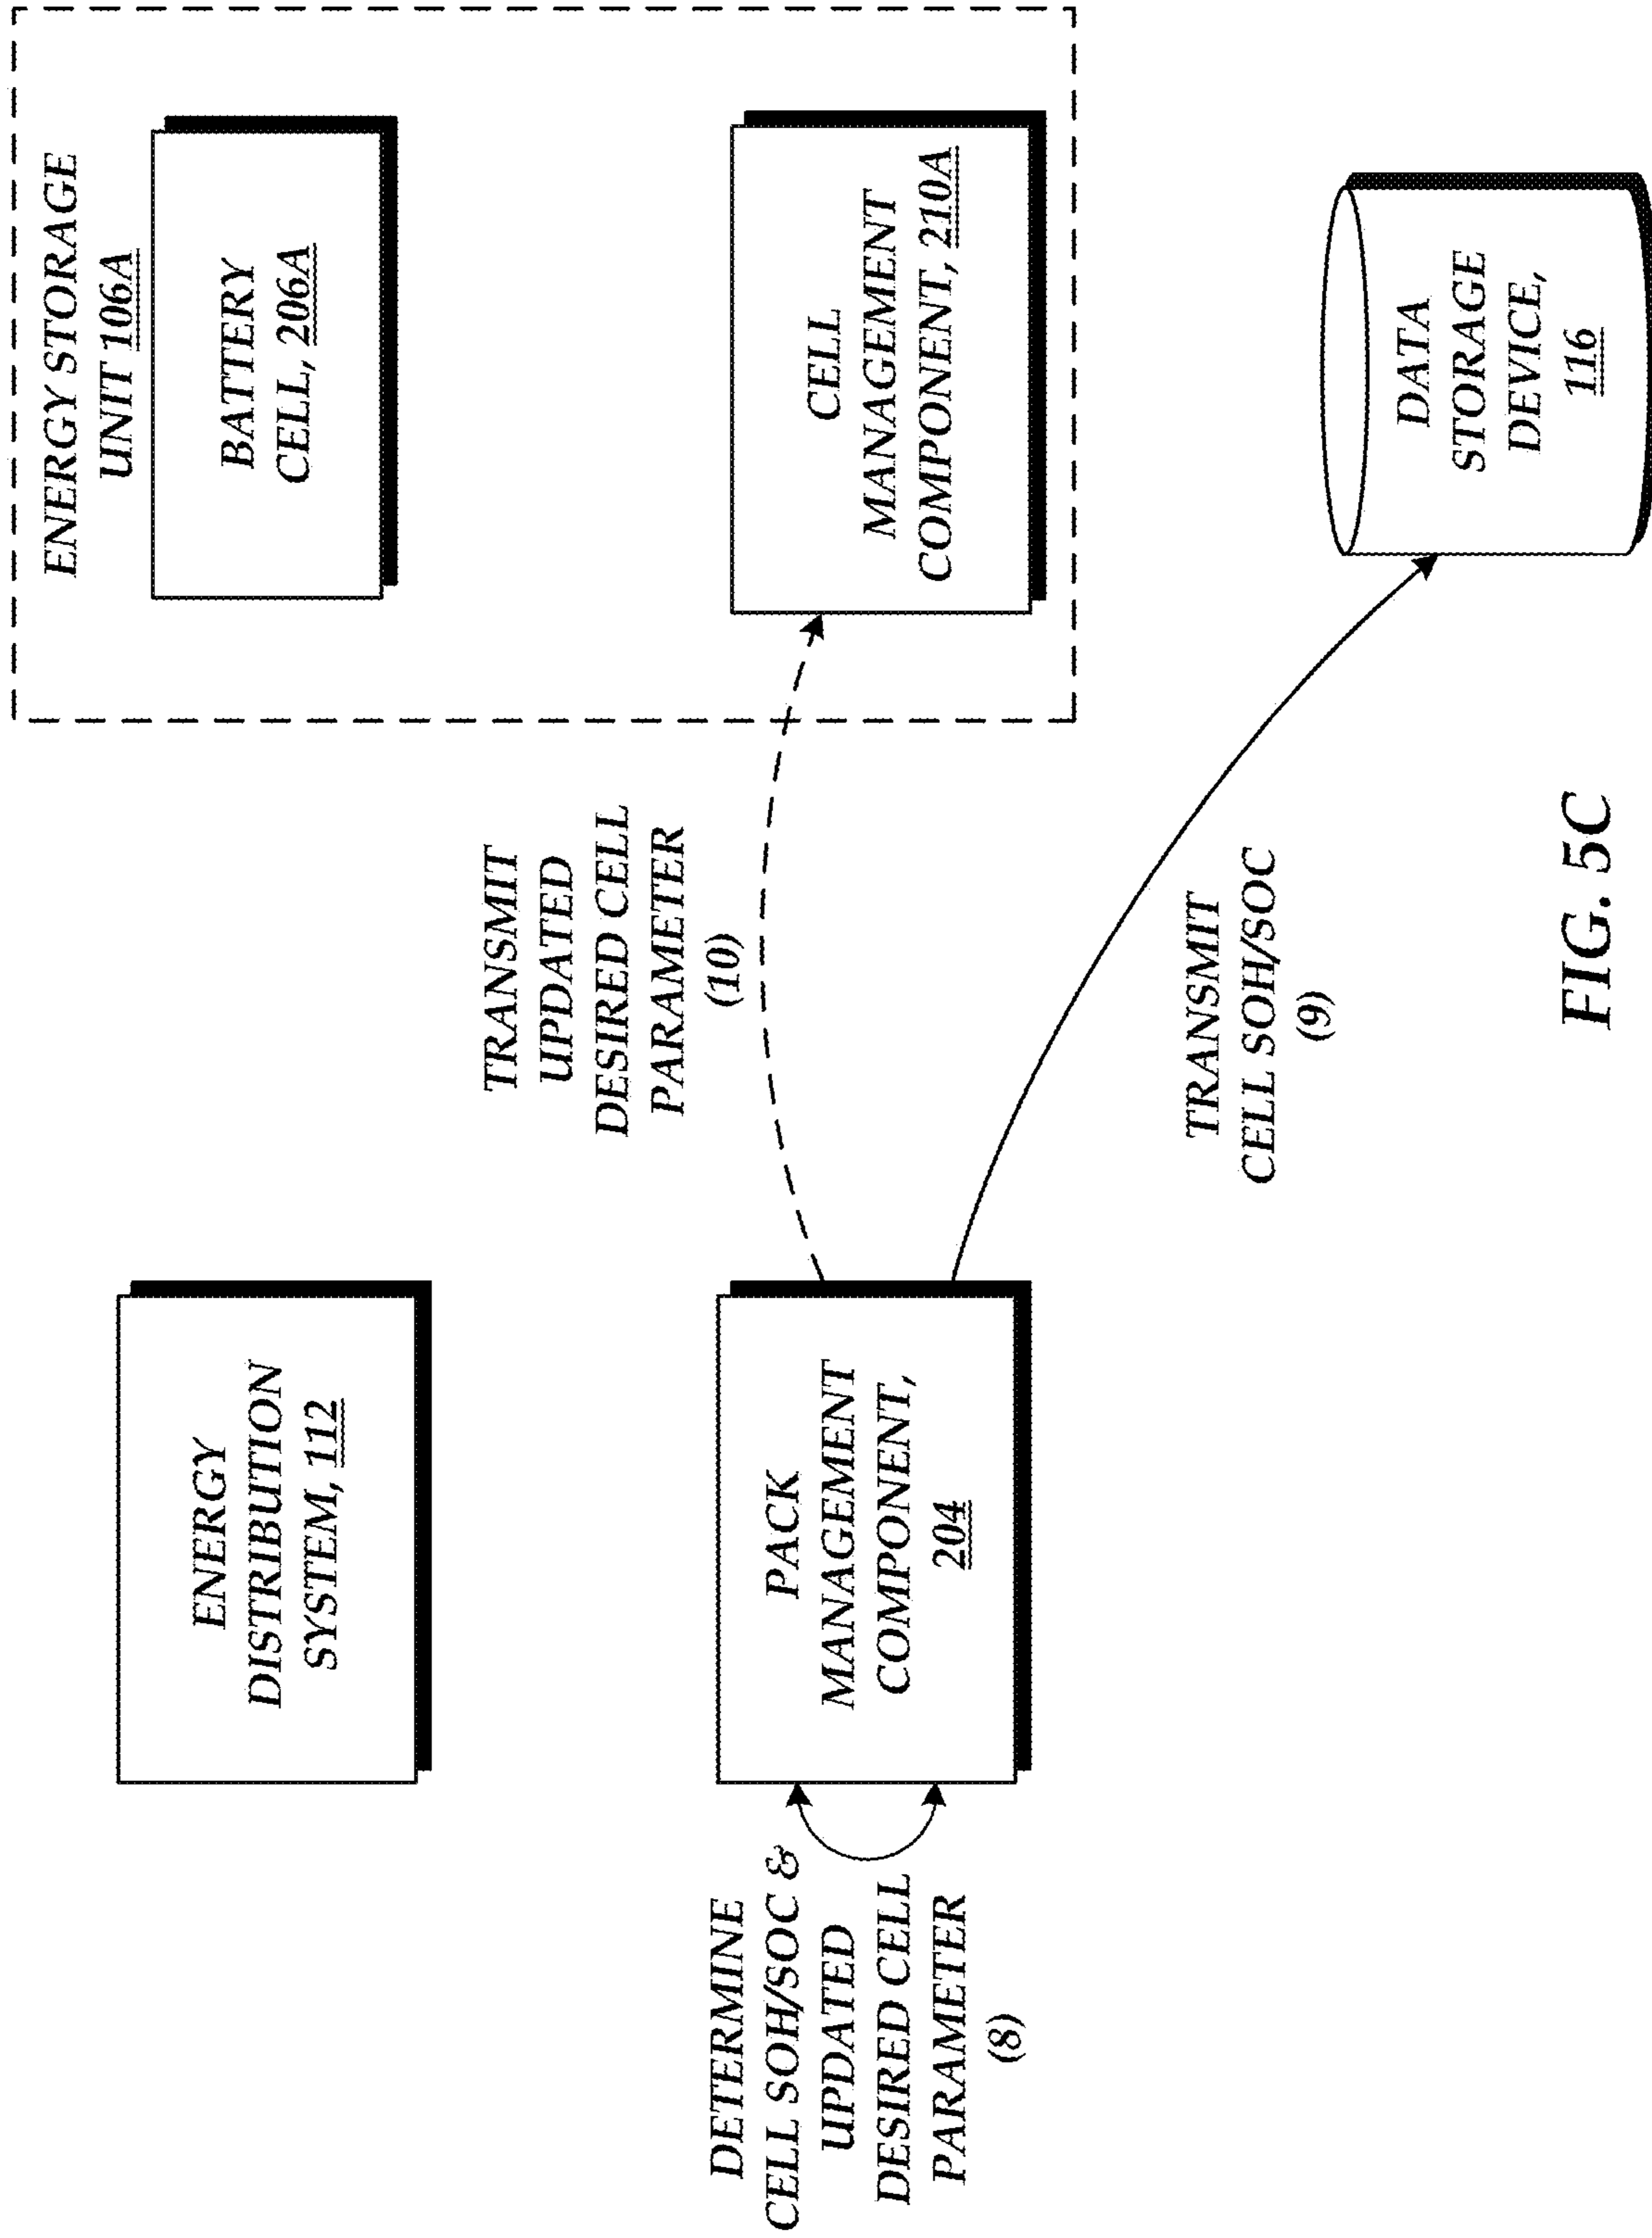 ENERGY
DISTRIBUTION
SYSTEM, 112
ENERGY STORAGE
UNIT 106A
BATTERY
CELL, 206A
TRANSMIT
UPDATED
DESIRED CELL
PARAMETER
(10)
DETERMINE
CELL SOH/SOC &
UPDATED
DESIRED CELL
PARAMETER
(8)
PACK
MANAGEMENT
COMPONENT,
204
CELL
MANAGEMENT
COMPONENT, 210A
TRANSMIT
CELL SOH/SOC
(9)
DATA
STORAGE
DEVICE,
116
FIG. 5C